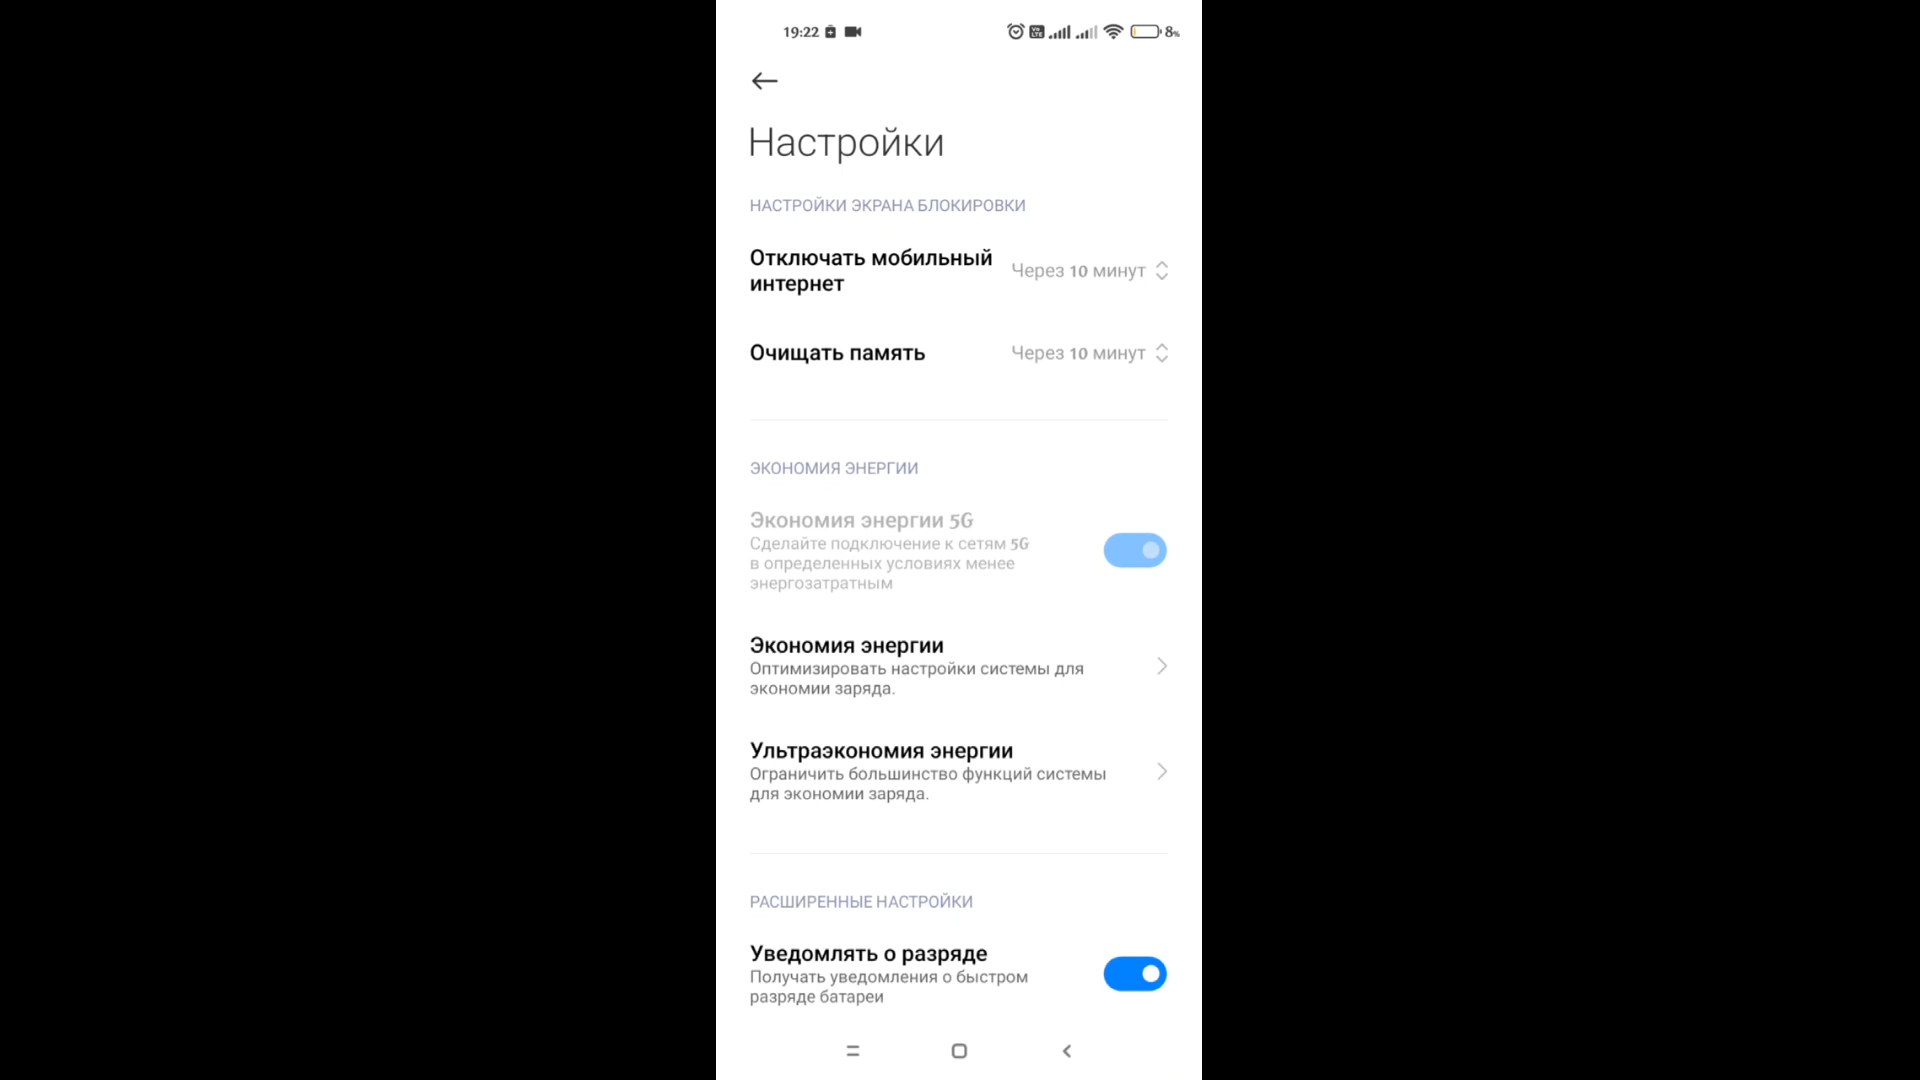 19:22
8%
Настройки
НАСТРОЙКИ ЭКРАНА БЛОКИРОВКИ
Отключать мобильный
интернет
Через 10 минут
Очищать память
Через 10 минут
ЭКОНОМИЯ ЭНЕРГИИ
Экономия энергии 5G
Сделайте подключение к сетям 5G
в определенных условиях менее
энергозатратным
Экономия энергии
Оптимизировать настройки системы для
экономии заряда.
Ультраэкономия энергии
Ограничить большинство функций системы
для экономии заряда.
РАСШИРЕННЫЕ НАСТРОЙКИ
Уведомлять о разряде
Получать уведомления о быстром
разряде батареи